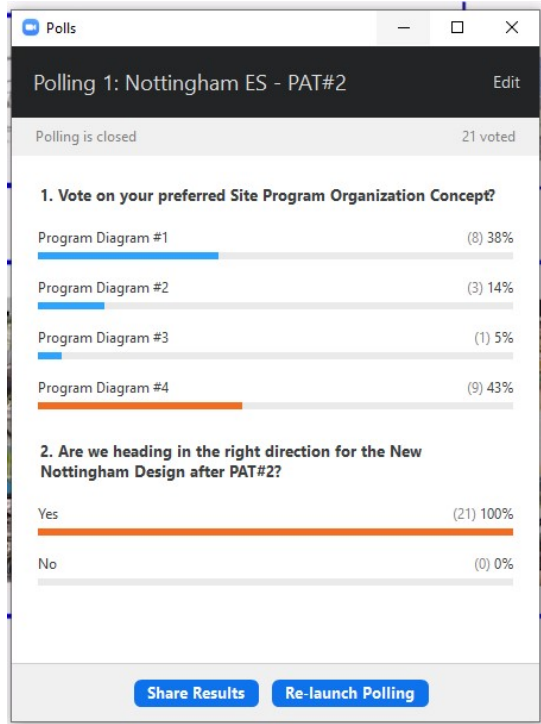 Polls
Polling 1: Nottingham ES - PAT#2
Edit
Polling is closed
21 voted
1. Vote on your preferred Site Program Organization Concept?
Program Diagram #1
(8) 38%
Program Diagram #2
(3) 14%
Program Diagram #3
(1) 5%
Program Diagram #4
(9) 43%
2. Are we heading in the right direction for the New
Nottingham Design after PAT#2?
Yes
(21) 100%
No
(0) 0%
Share Results
Re-launch Polling